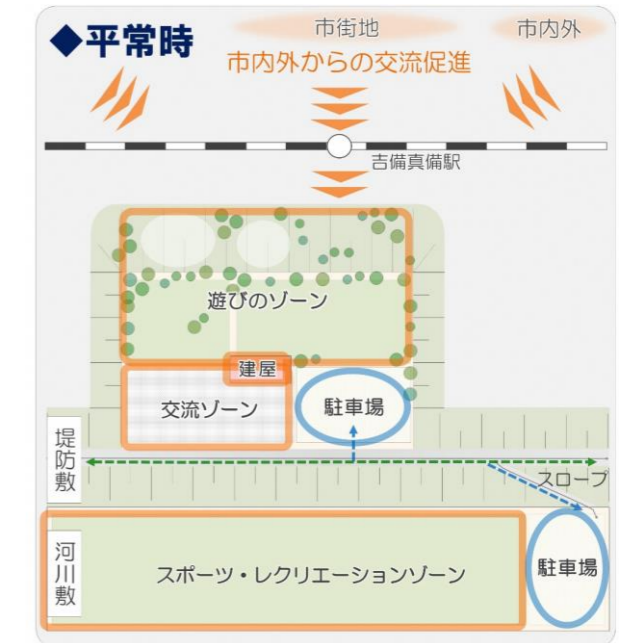 ◆平常時
市街地
市内外
市内外からの交流促進
吉備真備駅
遊びのゾーン
建屋
交流ゾーン
駐車場
堤防敷
スロープ
河川敷
スポーツ・レクリエーションゾーン
駐車場